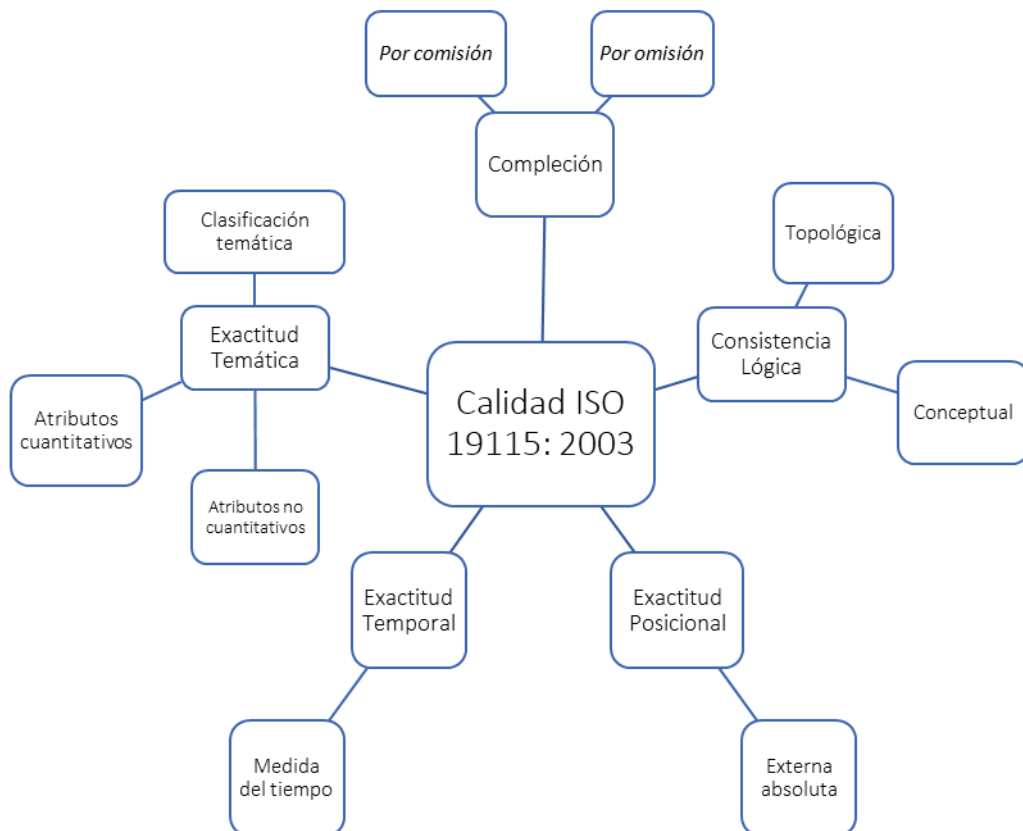 Por comisión
Por omisión
Compleción
Clasificación
temática
Topológica
Exactitud
Temática
Consistencia
Lógica
Calidad ISO
19115: 2003
Atributos
cuantitativos
Conceptual
Atributos no
cuantitativos
Exactitud
Temporal
Exactitud
Posicional
Medida
del tiempo
Externa
absoluta